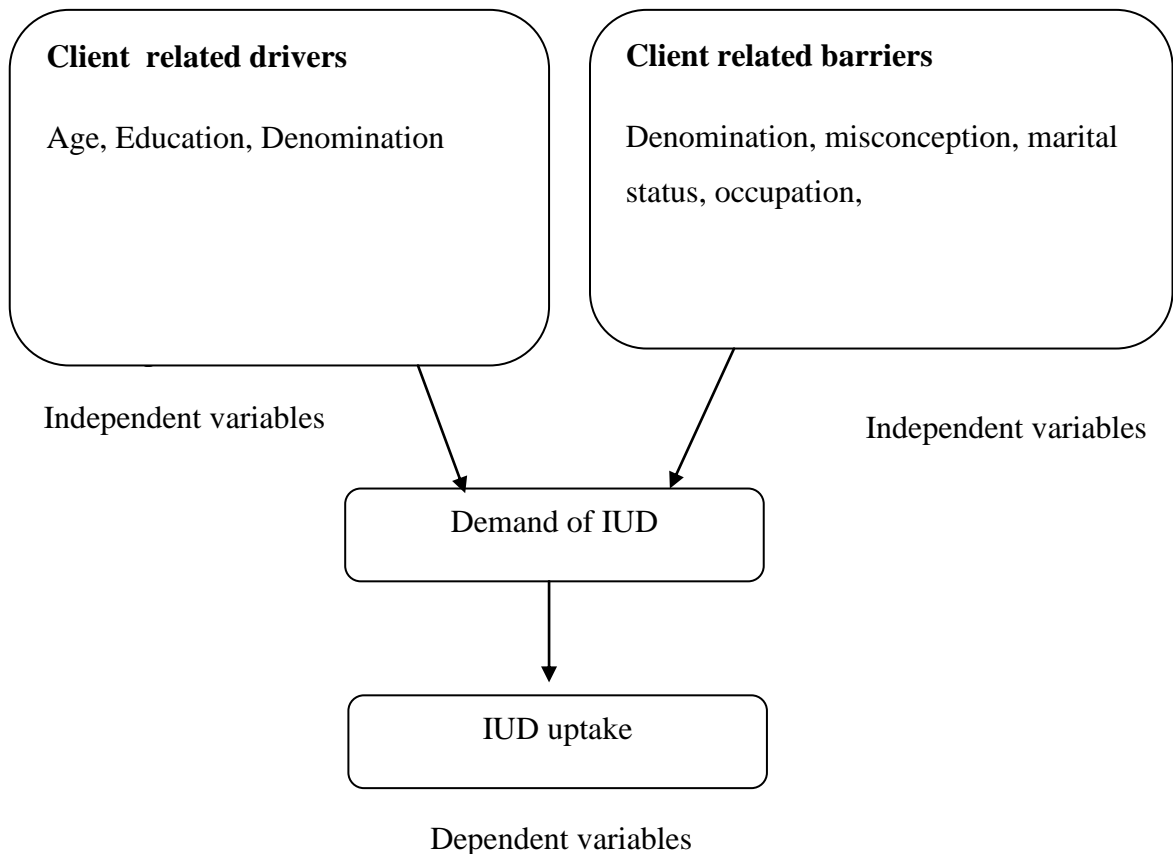 Client related drivers
Age, Education, Denomination
Client related barriers
Denomination, misconception, marital
status, occupation,
Independent variables
Independent variables
Demand of IUD
IUD uptake
Dependent variables